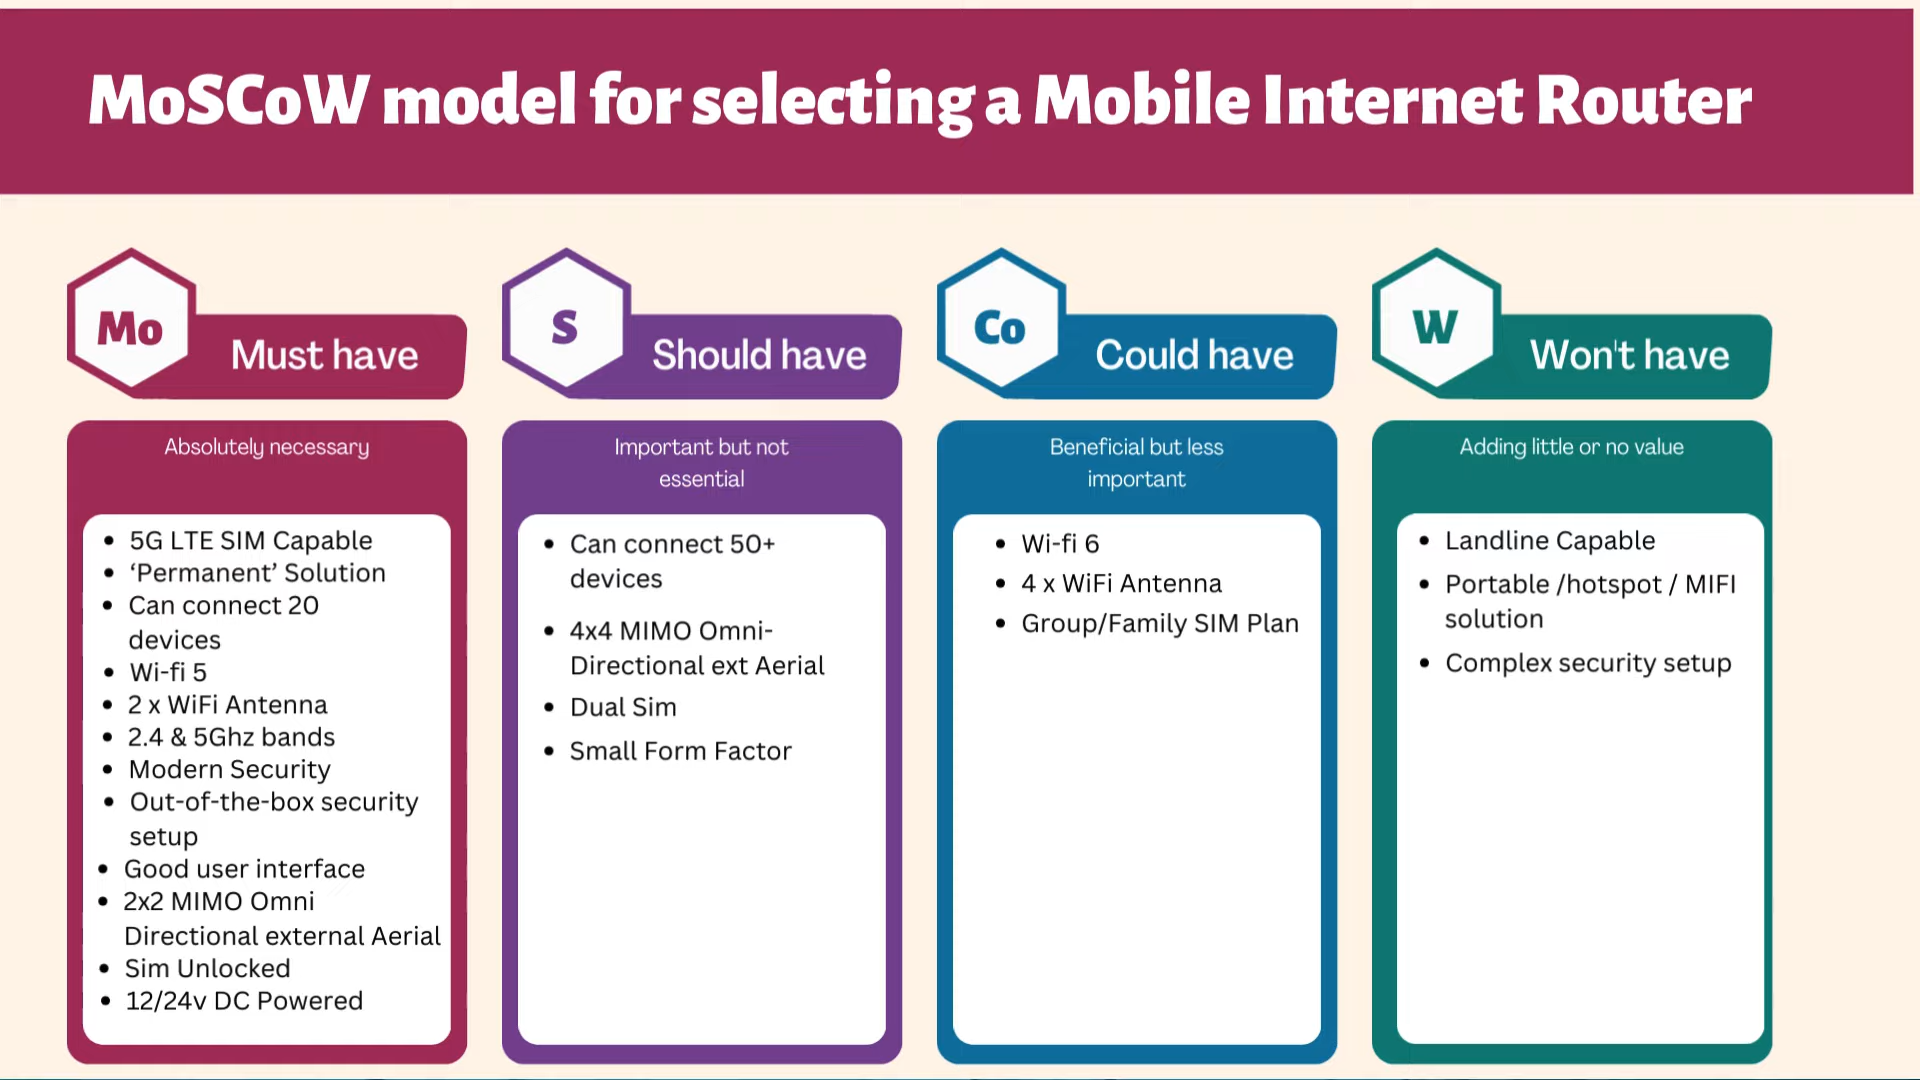 MoSCoW model for selecting a Mobile Internet Router
Mo
Must have
Absolutely necessary
• 5G LTE SIM Capable
• ‘Permanent’ Solution
• Can connect 20
devices
• Wi-fi 5
• 2 x WiFi Antenna
• 2.4 & 5Ghz bands
• Modern Security
• Out-of-the-box security
setup
• Good user interface
• 2x2 MIMO Omni
Directional external Aerial
• Sim Unlocked
• 12/24v DC Powered
S
Should have
Important but not
essential
• Can connect 50+
devices
• 4x4 MIMO Omni-
Directional ext Aerial
• Dual Sim
• Small Form Factor
Co
Could have
Beneficial but less
important
• Wi-fi 6
• 4 x WiFi Antenna
• Group/Family SIM Plan
W
Won't have
Adding little or no value
• Landline Capable
• Portable /hotspot / MIFI
solution
• Complex security setup